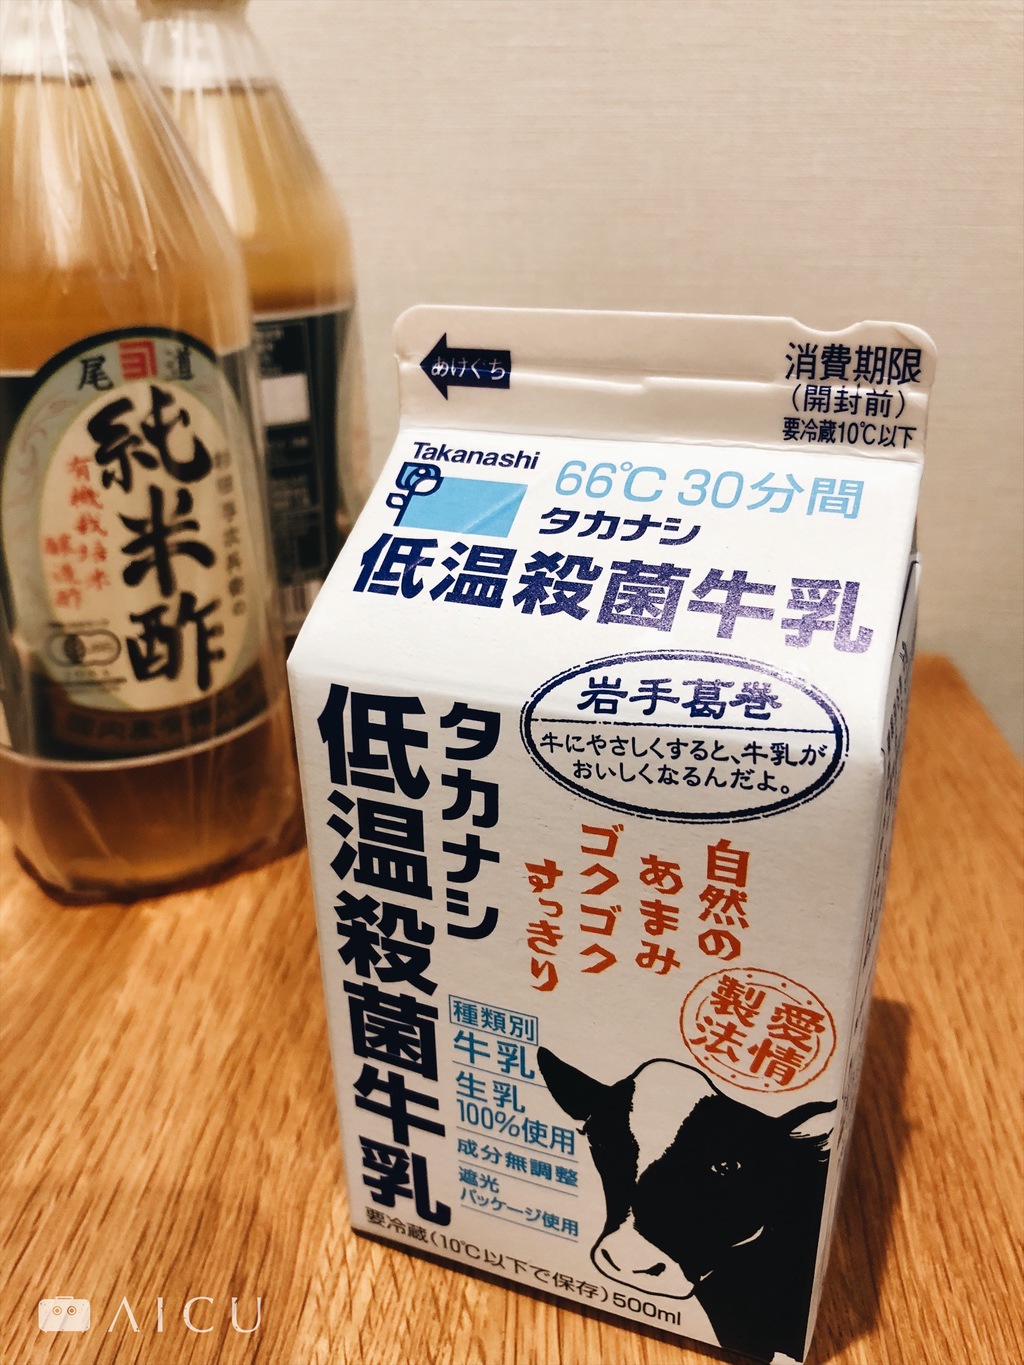 尾道
純米酢
有機栽培米
醸造酢
あけぐち
消費期限
(開封前)
要冷蔵10℃以下
Takanashi
66℃ 30分間
タカナシ
低温殺菌牛乳
岩手葛巻
牛にやさしくすると、牛乳が
おいしくなるんだよ。
タカナシ
低温殺菌牛乳
自然の
あまみ
ゴクゴク
すっきり
愛情
製法
種類別
牛乳
生乳
100%使用
成分無調整
遮光
パッケージ使用
要冷蔵(10℃以下で保存)500ml
AICU